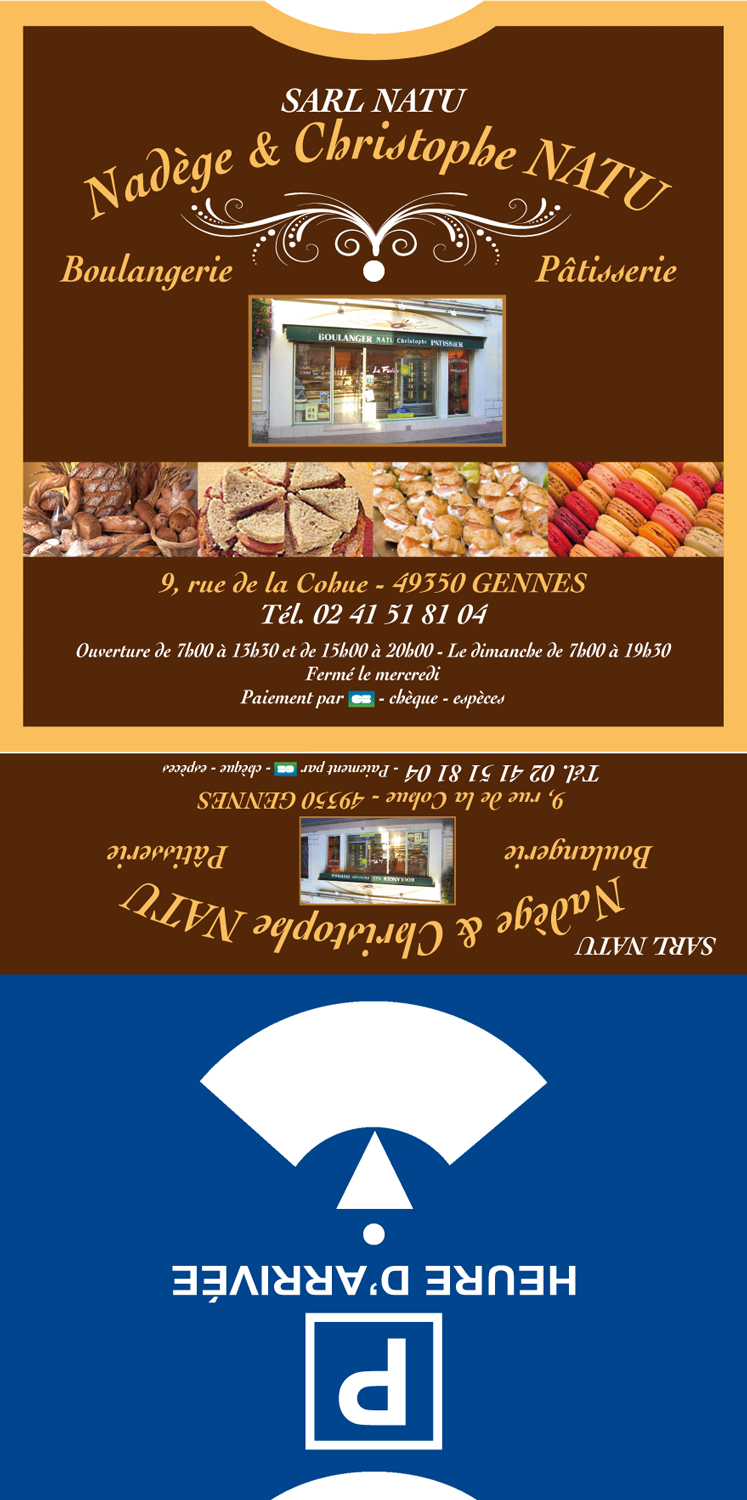 SARL NATU
Nadège & Christophe NATU
Boulangerie
Pâtisserie
BOULANGER NATU Christophe PATISSIER
9, rue de la Cohue - 49350 GENNES
Tél. 02 41 51 81 04
Ouverture de 7h00 à 13h30 et de 15h00 à 20h00 - Le dimanche de 7h00 à 19h30
Fermé le mercredi
Paiement par CB - chèque - espèces
P
HEURE D'ARRIVÉE
SARL NATU
Nadège & Christophe NATU
Boulangerie
Pâtisserie
9, rue de la Cohue - 49350 GENNES
Tél. 02 41 51 81 04 - Paiement par CB - chèque - espèces